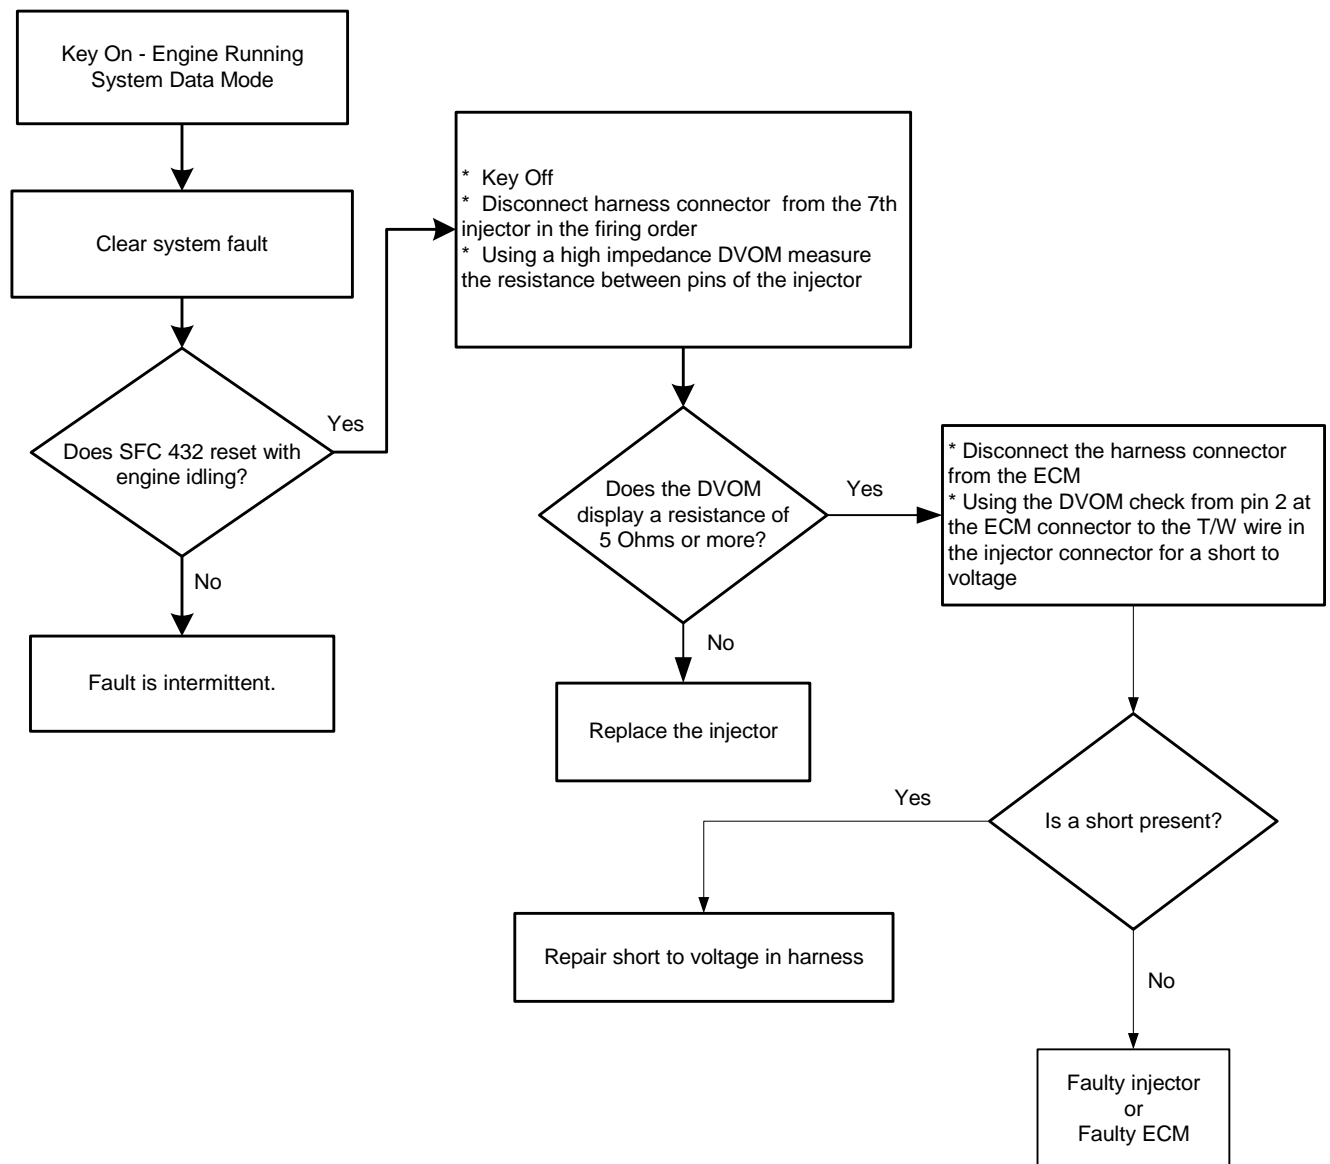 Key On - Engine Running
System Data Mode
Clear system fault
Does SFC 432 reset with
engine idling?
Yes
No
Fault is intermittent.
* Key Off
* Disconnect harness connector from the 7th
injector in the firing order
* Using a high impedance DVOM measure
the resistance between pins of the injector
Does the DVOM
display a resistance of
5 Ohms or more?
Yes
No
Replace the injector
* Disconnect the harness connector
from the ECM
* Using the DVOM check from pin 2 at
the ECM connector to the T/W wire in
the injector connector for a short to
voltage
Is a short present?
Yes
Repair short to voltage in harness
No
Faulty injector
or
Faulty ECM